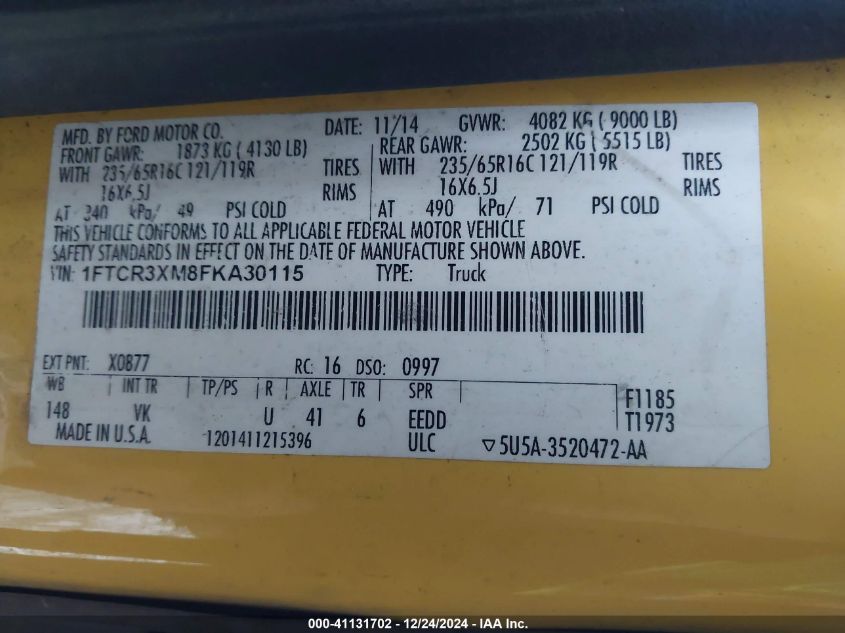 MFD. BY FORD MOTOR CO. DATE: 11/14 GVWR: 4082 KG ( 9000 LB)
FRONT GAWR: 1873 KG ( 4130 LB) REAR GAWR: 2502 KG ( 5515 LB)
WITH 235/65R16C 121/119R TIRES WITH 235/65R16C 121/119R TIRES
16X6.5J RIMS 16X6.5J RIMS
AT 340 kPa/ 49 PSI COLD AT 490 kPa/ 71 PSI COLD
THIS VEHICLE CONFORMS TO ALL APPLICABLE FEDERAL MOTOR VEHICLE
SAFETY STANDARDS IN EFFECT ON THE DATE OF MANUFACTURE SHOWN ABOVE.
VIN: 1FTCR3XM8FKA30115 TYPE: Truck
EXT PNT: X0877 RC: 16 DSO: 0997
WB INT TR TP/PS R AXLE TR SPR F1185
148 VK U 41 6 EEDD T1973
MADE IN U.S.A. 1201411215396 ULC ▽5U5A-3520472-AA
000-41131702 - 12/24/2024 - IAA Inc.